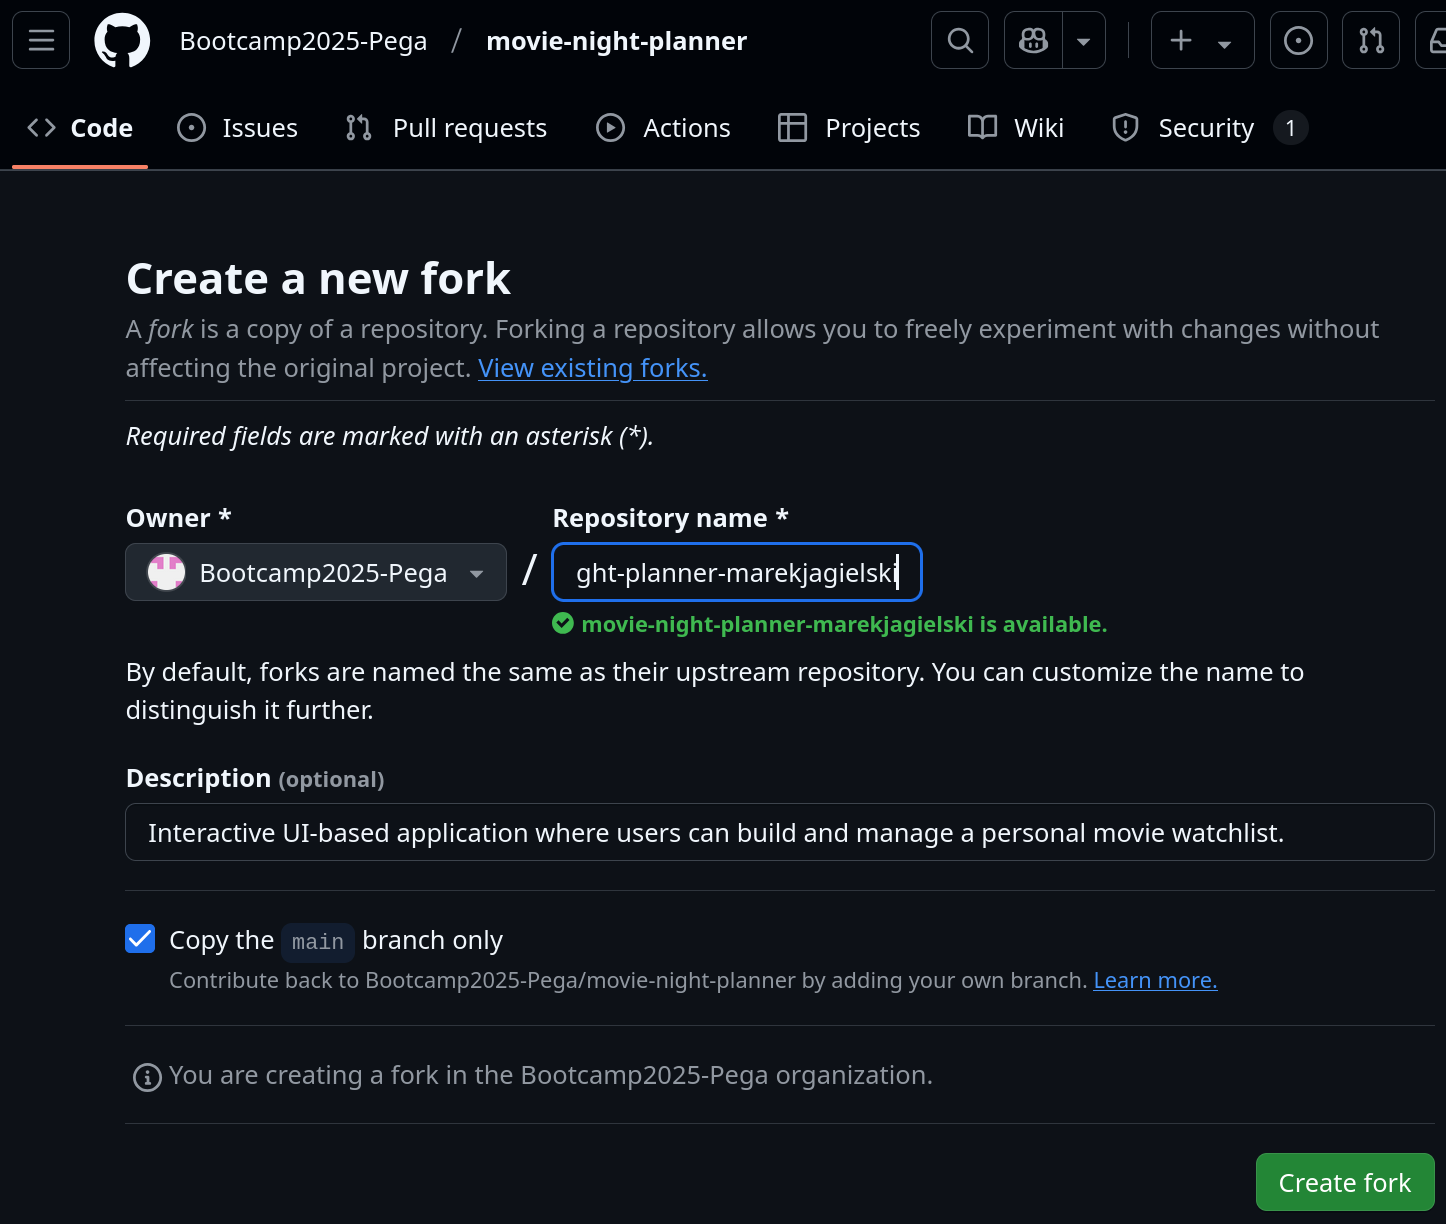 Bootcamp2025-Pega / movie-night-planner
Code Issues Pull requests Actions Projects Wiki Security 1
Create a new fork
A fork is a copy of a repository. Forking a repository allows you to freely experiment with changes without
affecting the original project. View existing forks.
Required fields are marked with an asterisk (*).
Owner * Repository name *
Bootcamp2025-Pega / ght-planner-marekjagielski
movie-night-planner-marekjagielski is available.
By default, forks are named the same as their upstream repository. You can customize the name to
distinguish it further.
Description (optional)
Interactive UI-based application where users can build and manage a personal movie watchlist.
Copy the main branch only
Contribute back to Bootcamp2025-Pega/movie-night-planner by adding your own branch. Learn more.
You are creating a fork in the Bootcamp2025-Pega organization.
Create fork